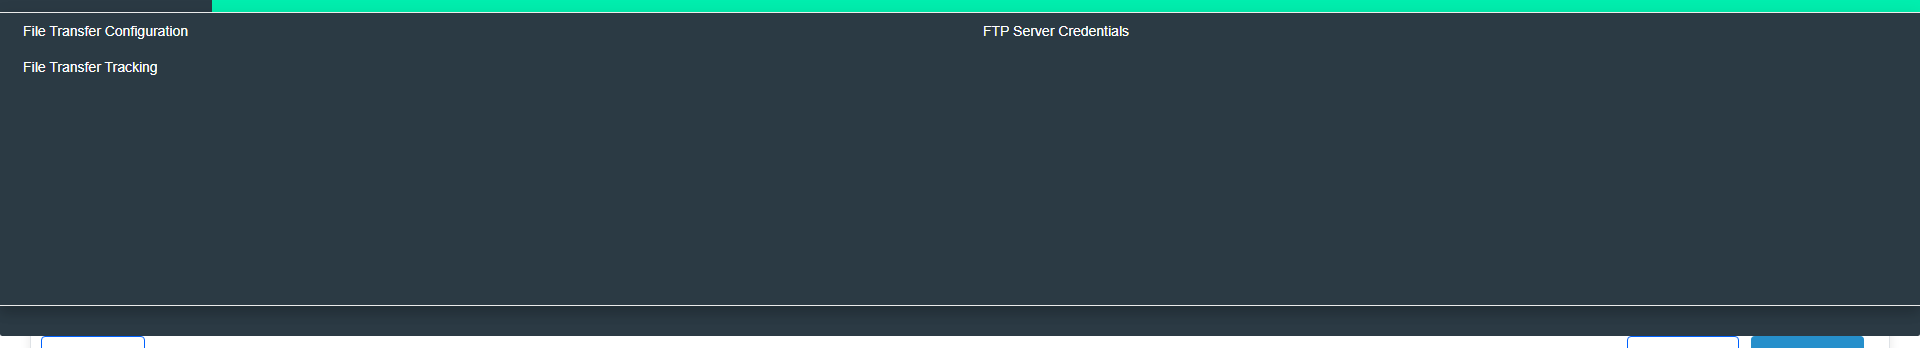 File Transfer Configuration
FTP Server Credentials
File Transfer Tracking